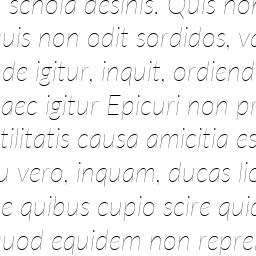 schola desinis. Quis non
quis non odit sordidos, va
de igitur, inquit, ordiend
haec igitur Epicuri non pr
utilitatis causa amicitia es
vero, inquam, ducas lic
e quibus cupio scire quid
quod equidem non repre